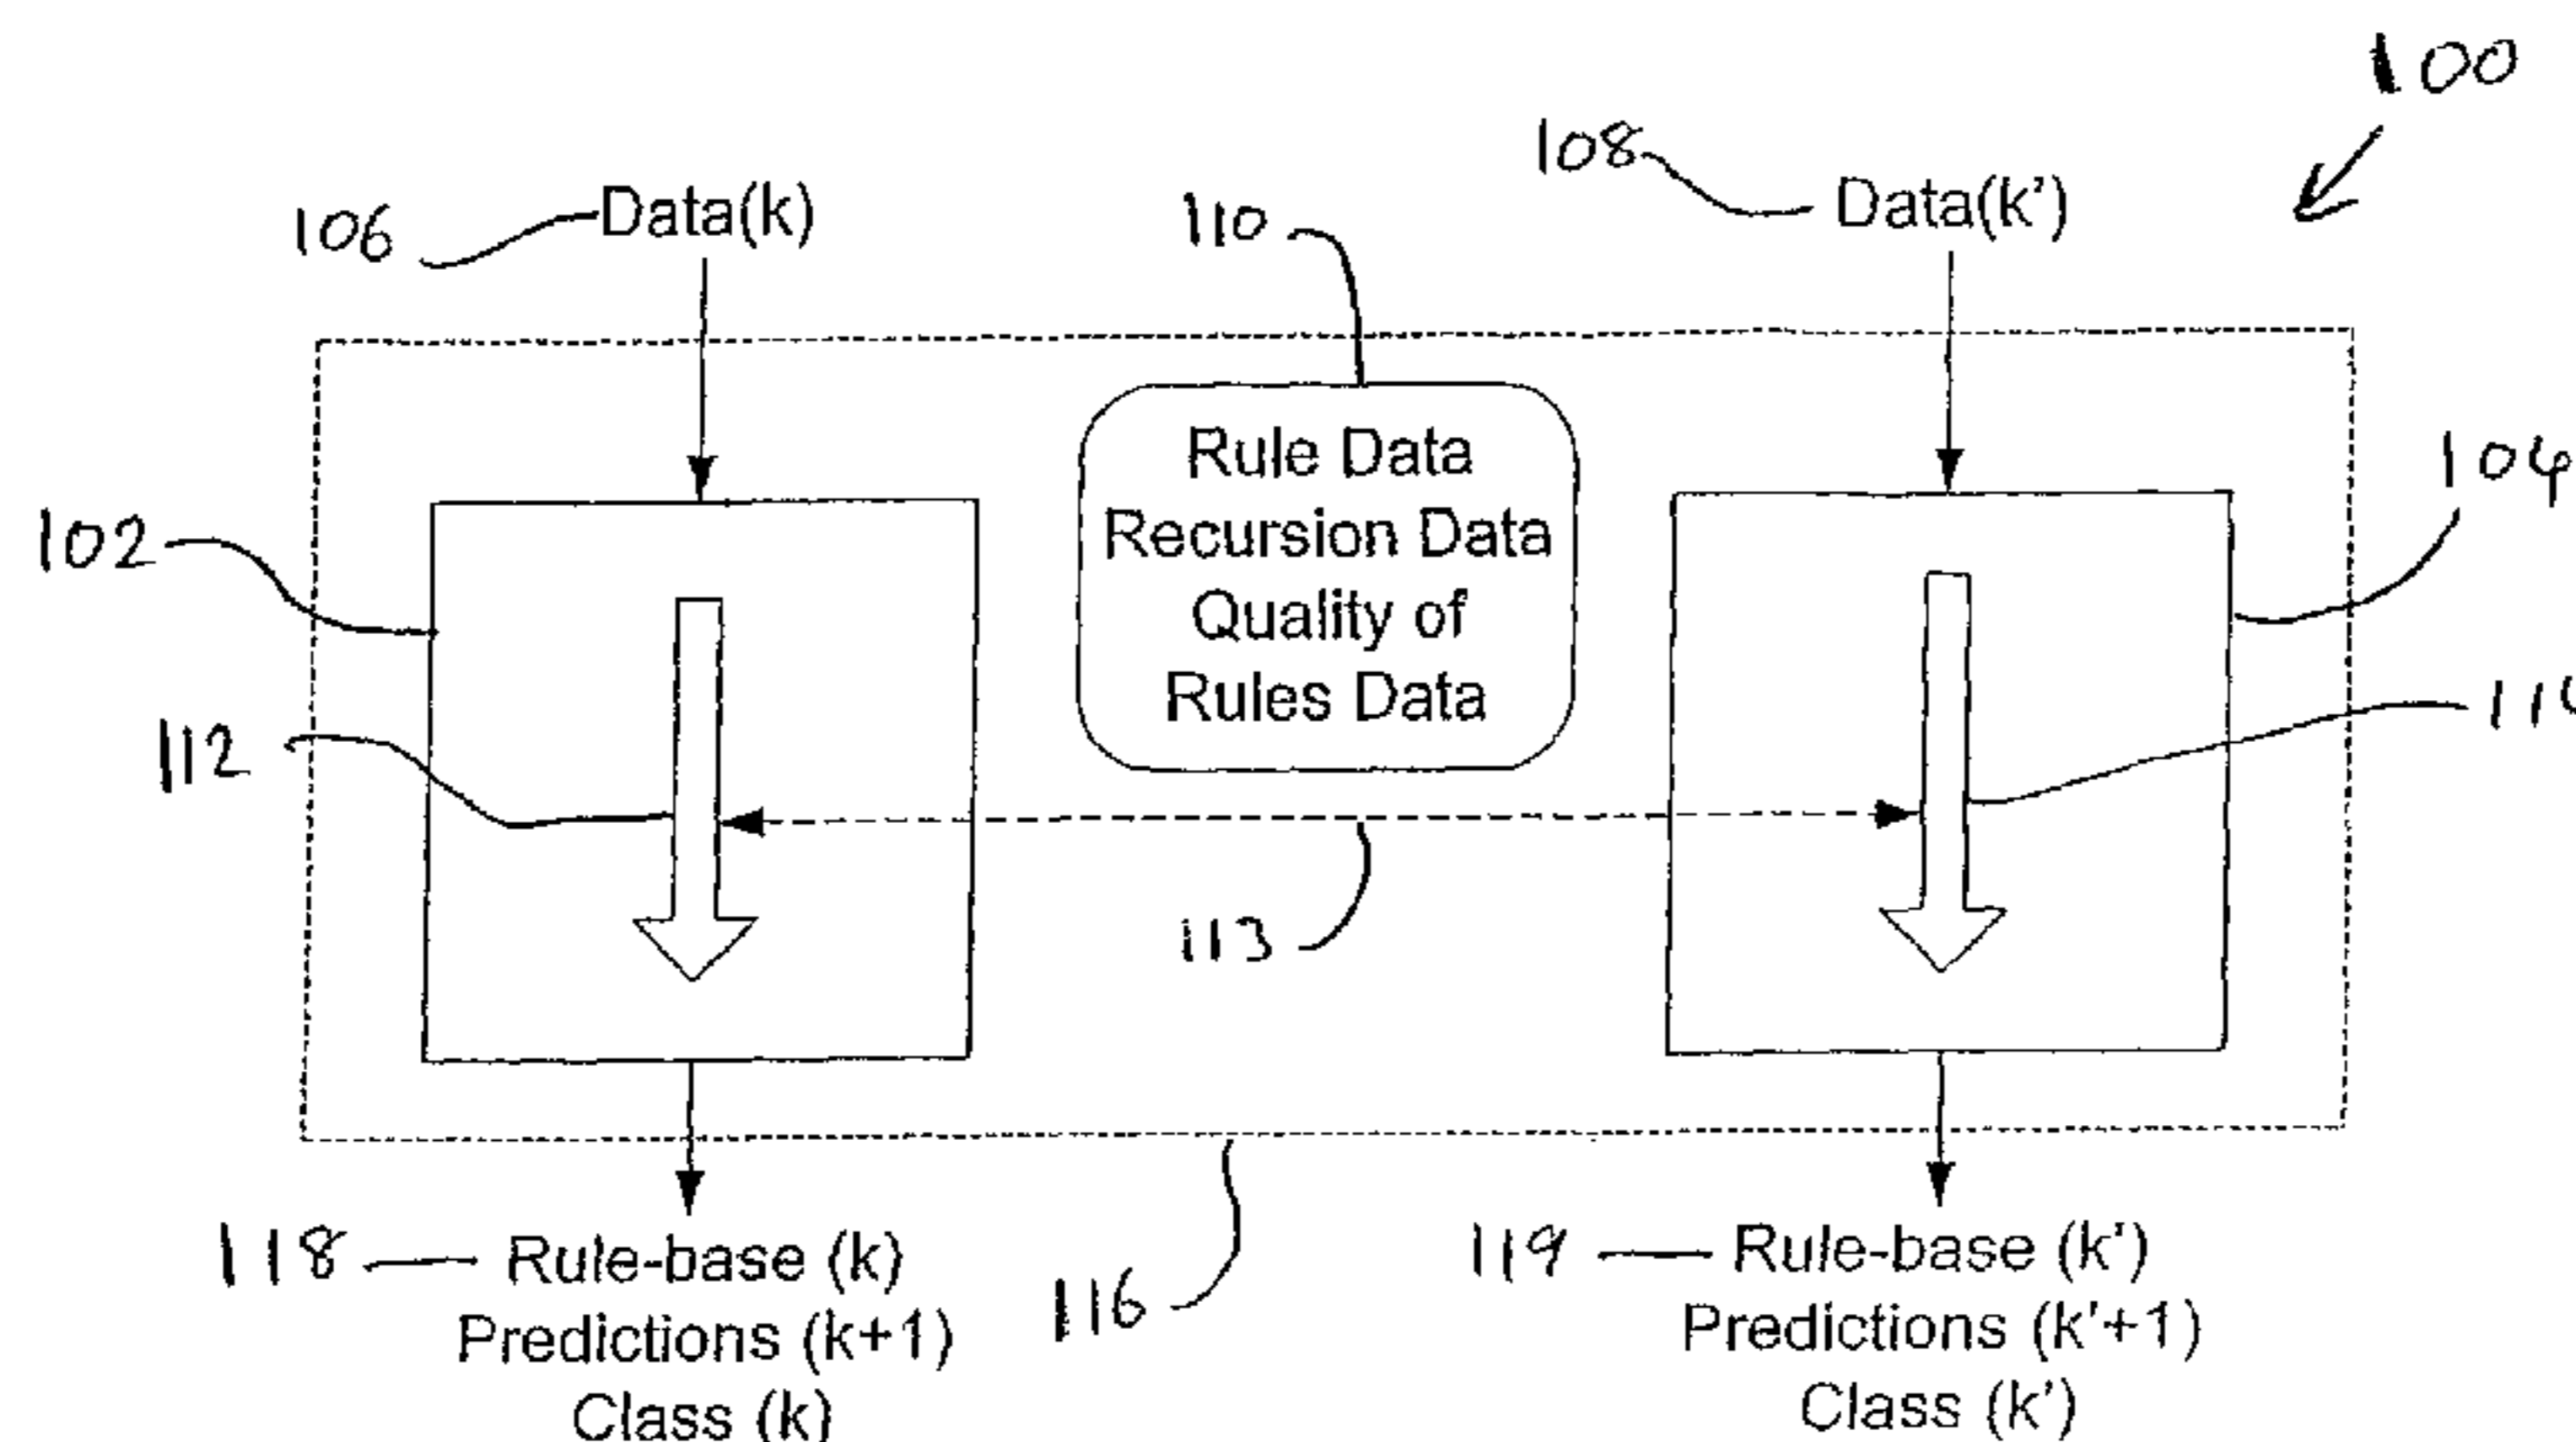 100
108
Data(k')
106
Data(k)
110
Rule Data
Recursion Data
Quality of
Rules Data
104
102
112
113
118
Rule-base (k)
Predictions (k+1)
Class (k)
116
119
Rule-base (k')
Predictions (k'+1)
Class (k')